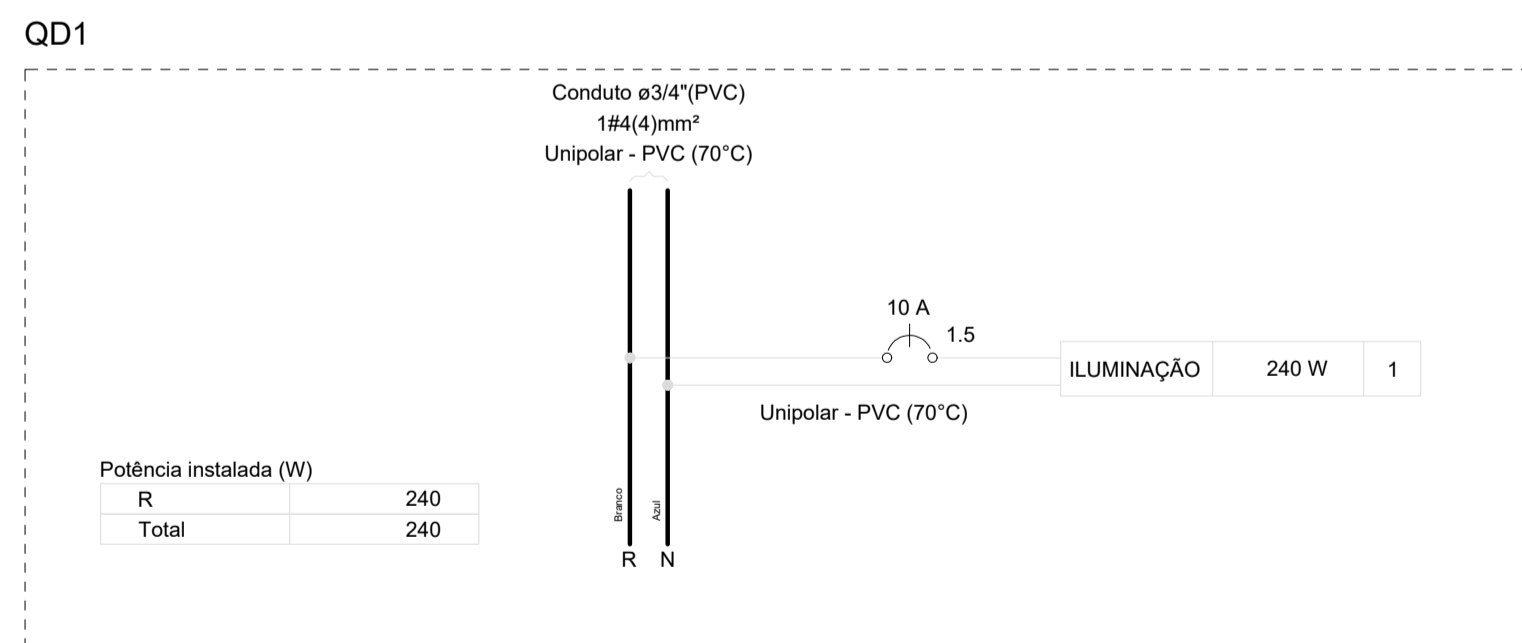 QD1
Conduto ø3/4"(PVC)
1#4(4)mm²
Unipolar - PVC (70°C)
10 A
1.5
ILUMINAÇÃO 240 W 1
Unipolar - PVC (70°C)
Potência instalada (W)
R 240
Total 240
Branco
Azul
R N